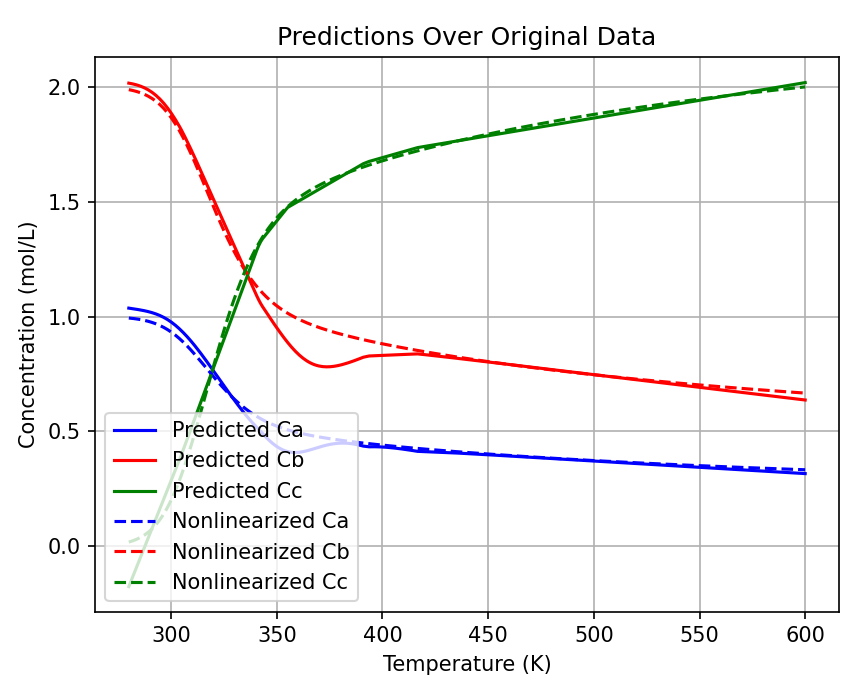 Predictions Over Original Data
Concentration (mol/L)
2.0
1.5
1.0
0.5
0.0
Predicted Ca
Predicted Cb
Predicted Cc
Nonlinearized Ca
Nonlinearized Cb
Nonlinearized Cc
300 350 400 450 500 550 600
Temperature (K)